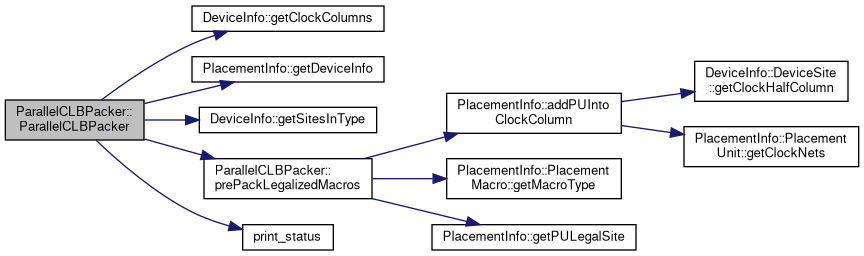 ParallelCLBPacker::
ParallelCLBPacker
DeviceInfo::getClockColumns
PlacementInfo::getDeviceInfo
DeviceInfo::getSitesInType
ParallelCLBPacker::
prePackLegalizedMacros
print_status
PlacementInfo::addPUInto
ClockColumn
PlacementInfo::Placement
Macro::getMacroType
PlacementInfo::getPULegalSite
DeviceInfo::DeviceSite
::getClockHalfColumn
PlacementInfo::Placement
Unit::getClockNets